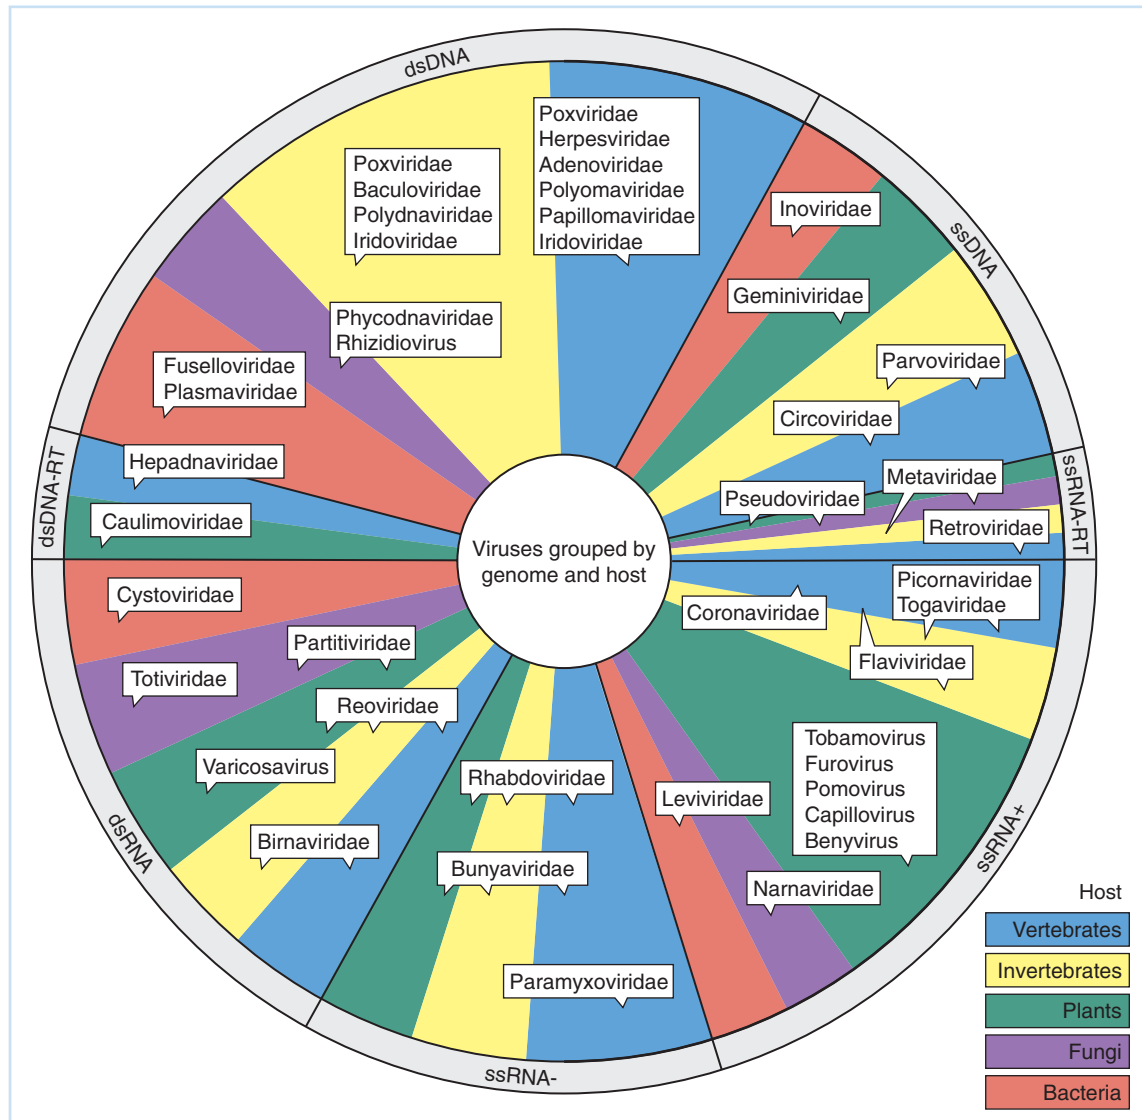 dsDNA
Poxviridae
Herpesviridae
Adenoviridae
Polyomaviridae
Papillomaviridae
Iridoviridae
Poxviridae
Baculoviridae
Polydnaviridae
Iridoviridae
Phycodnaviridae
Rhizidiovirus
Fuselloviridae
Plasmaviridae
ssDNA
Inoviridae
Geminiviridae
Parvoviridae
Circoviridae
ssRNA-RT
Metaviridae
Pseudoviridae
Retroviridae
dsDNA-RT
Hepadnaviridae
Caulimoviridae
Viruses grouped by
genome and host
ssRNA+
Picornaviridae
Togaviridae
Coronaviridae
Flaviviridae
Tobamovirus
Furovirus
Pomovirus
Capillovirus
Benyvirus
Leviviridae
Narnaviridae
dsRNA
Cystoviridae
Partitiviridae
Totiviridae
Reoviridae
Varicosavirus
Birnaviridae
ssRNA-
Rhabdoviridae
Bunyaviridae
Paramyxoviridae
Host
Vertebrates
Invertebrates
Plants
Fungi
Bacteria